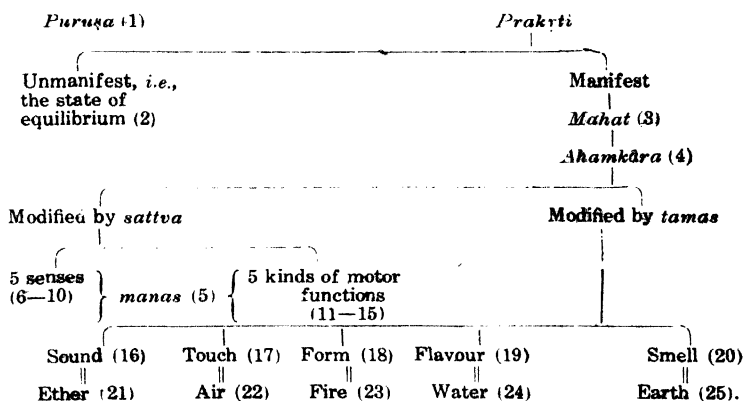 Puruṣa (1) Prakṛti
Unmanifest, i.e., Manifest
the state of
equilibrium (2) Mahat (3)
Ahamkâra (4)
Modified by sattva Modified by tamas
5 senses } manas (5) { 5 kinds of motor
(6—10) functions
(11—15)
Sound (16) Touch (17) Form (18) Flavour (19) Smell (20)
Ether (21) Air (22) Fire (23) Water (24) Earth (25).